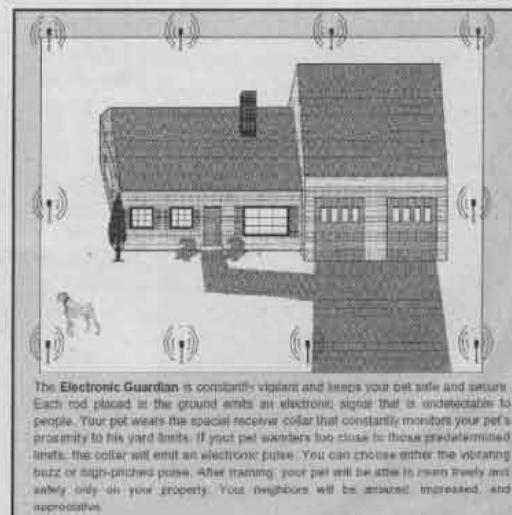 The Electronic Guardian is constantly vigilant and keeps your pet safe and secure.
Each rod placed in the ground emits an electronic signal that is undetectable to
people. Your pet wears the special receiver collar that constantly monitors your pet's
proximity to his yard limits. If your pet wanders too close to those predetermined
limits, the collar will emit an electronic pulse. You can choose either the vibrating
buzz or high-pitched pulse. After training, your pet will be able to roam freely and
safely only on your property. Your neighbors will be amazed, impressed, and
appreciative.